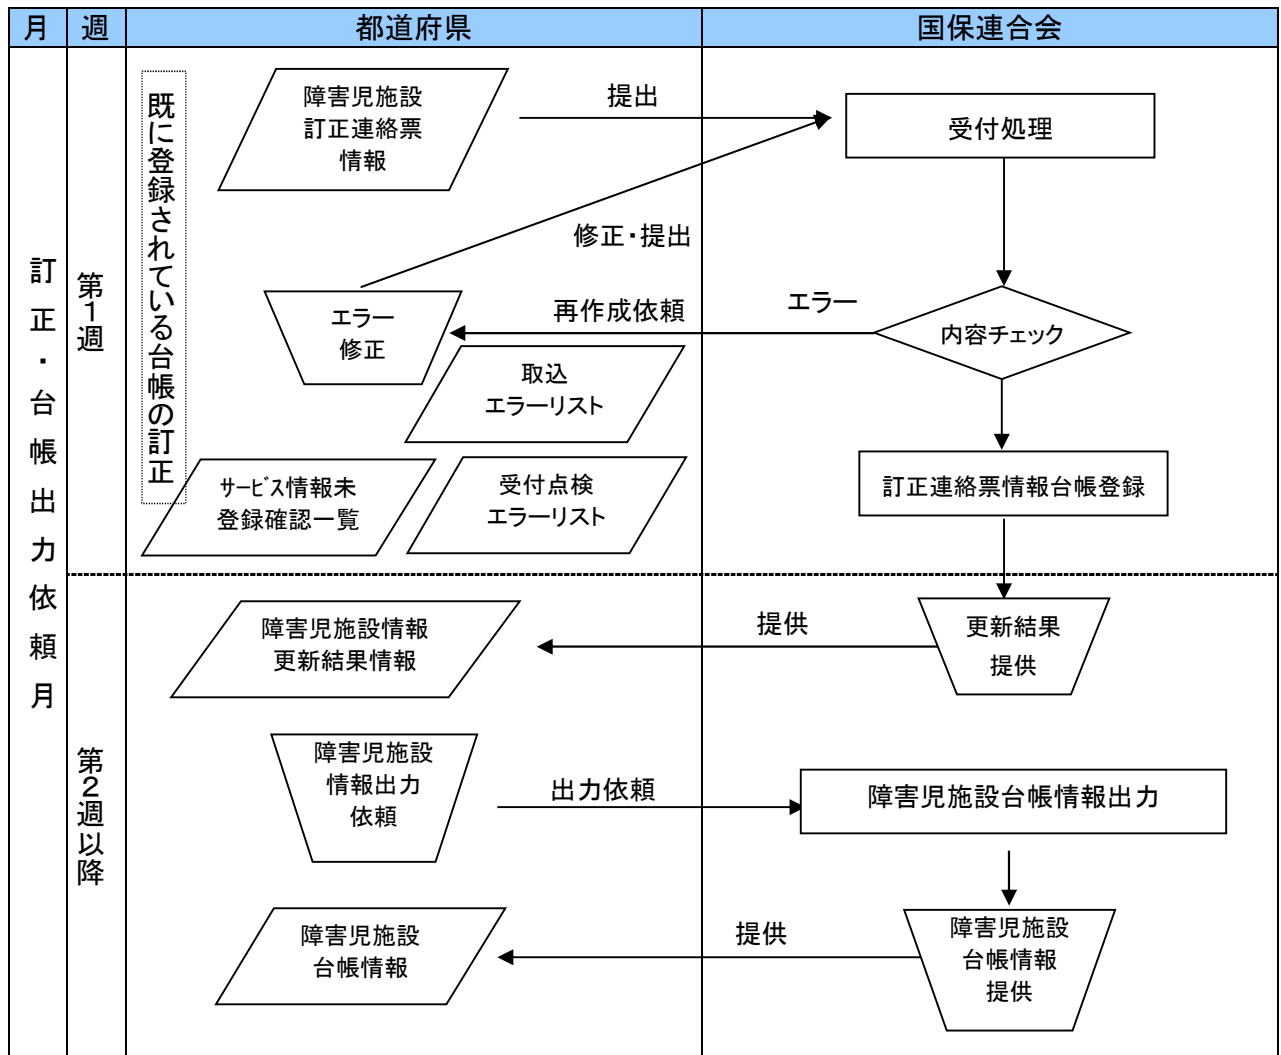 月
週
都道府県
国保連合会
訂正・台帳出力依頼月
第1週
既に登録されている台帳の訂正
障害児施設
訂正連絡票
情報
提出
受付処理
修正・提出
エラー
修正
再作成依頼
エラー
内容チェック
取込
エラーリスト
サービス情報未
登録確認一覧
受付点検
エラーリスト
訂正連絡票情報台帳登録
第2週以降
障害児施設情報
更新結果情報
提供
更新結果
提供
障害児施設
情報出力
依頼
出力依頼
障害児施設台帳情報出力
障害児施設
台帳情報
提供
障害児施設
台帳情報
提供